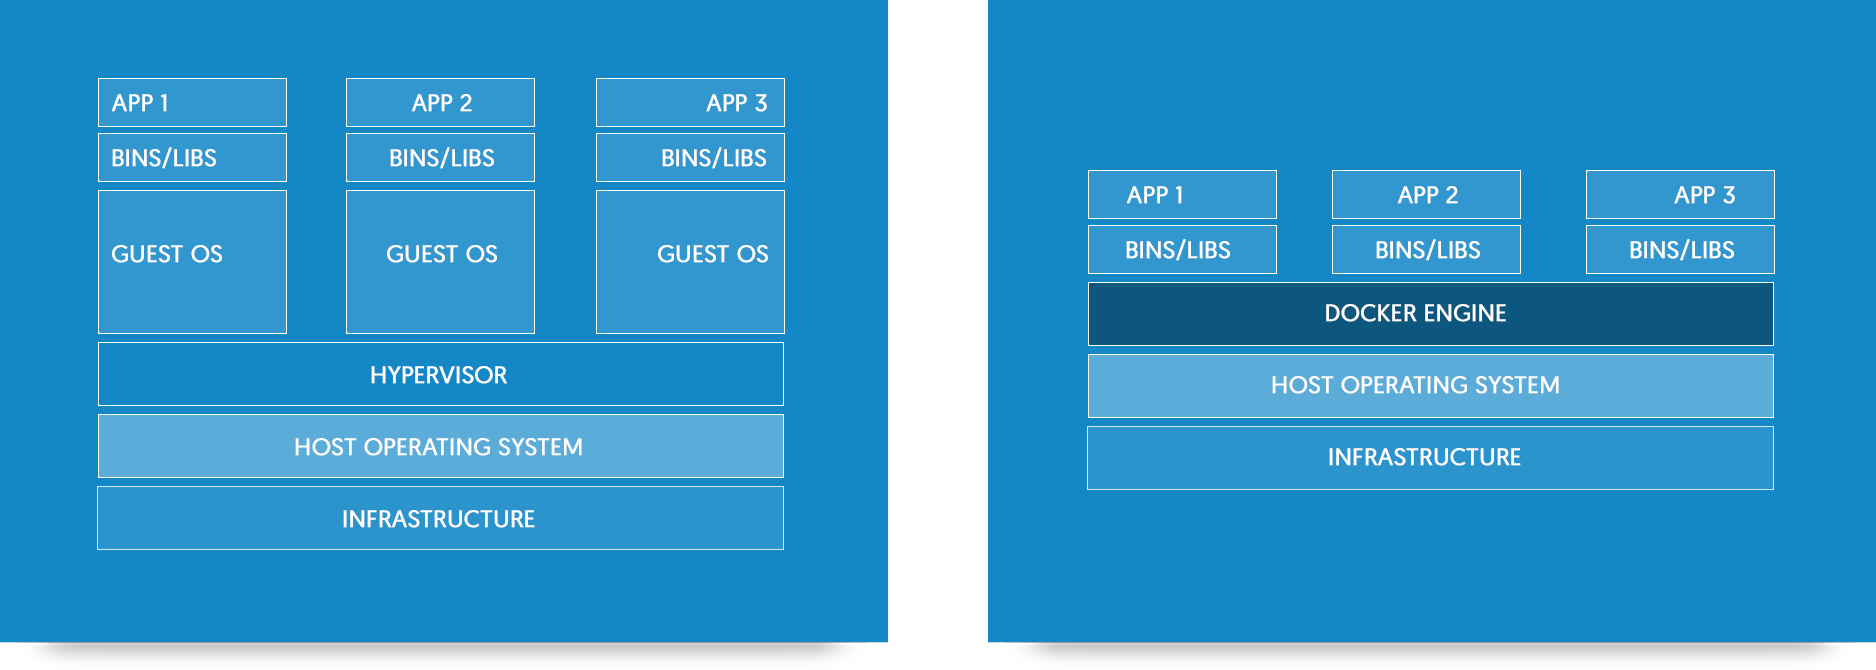 APP 1
APP 2
APP 3
BINS/LIBS
BINS/LIBS
BINS/LIBS
GUEST OS
GUEST OS
GUEST OS
HYPERVISOR
HOST OPERATING SYSTEM
INFRASTRUCTURE
APP 1
APP 2
APP 3
BINS/LIBS
BINS/LIBS
BINS/LIBS
DOCKER ENGINE
HOST OPERATING SYSTEM
INFRASTRUCTURE